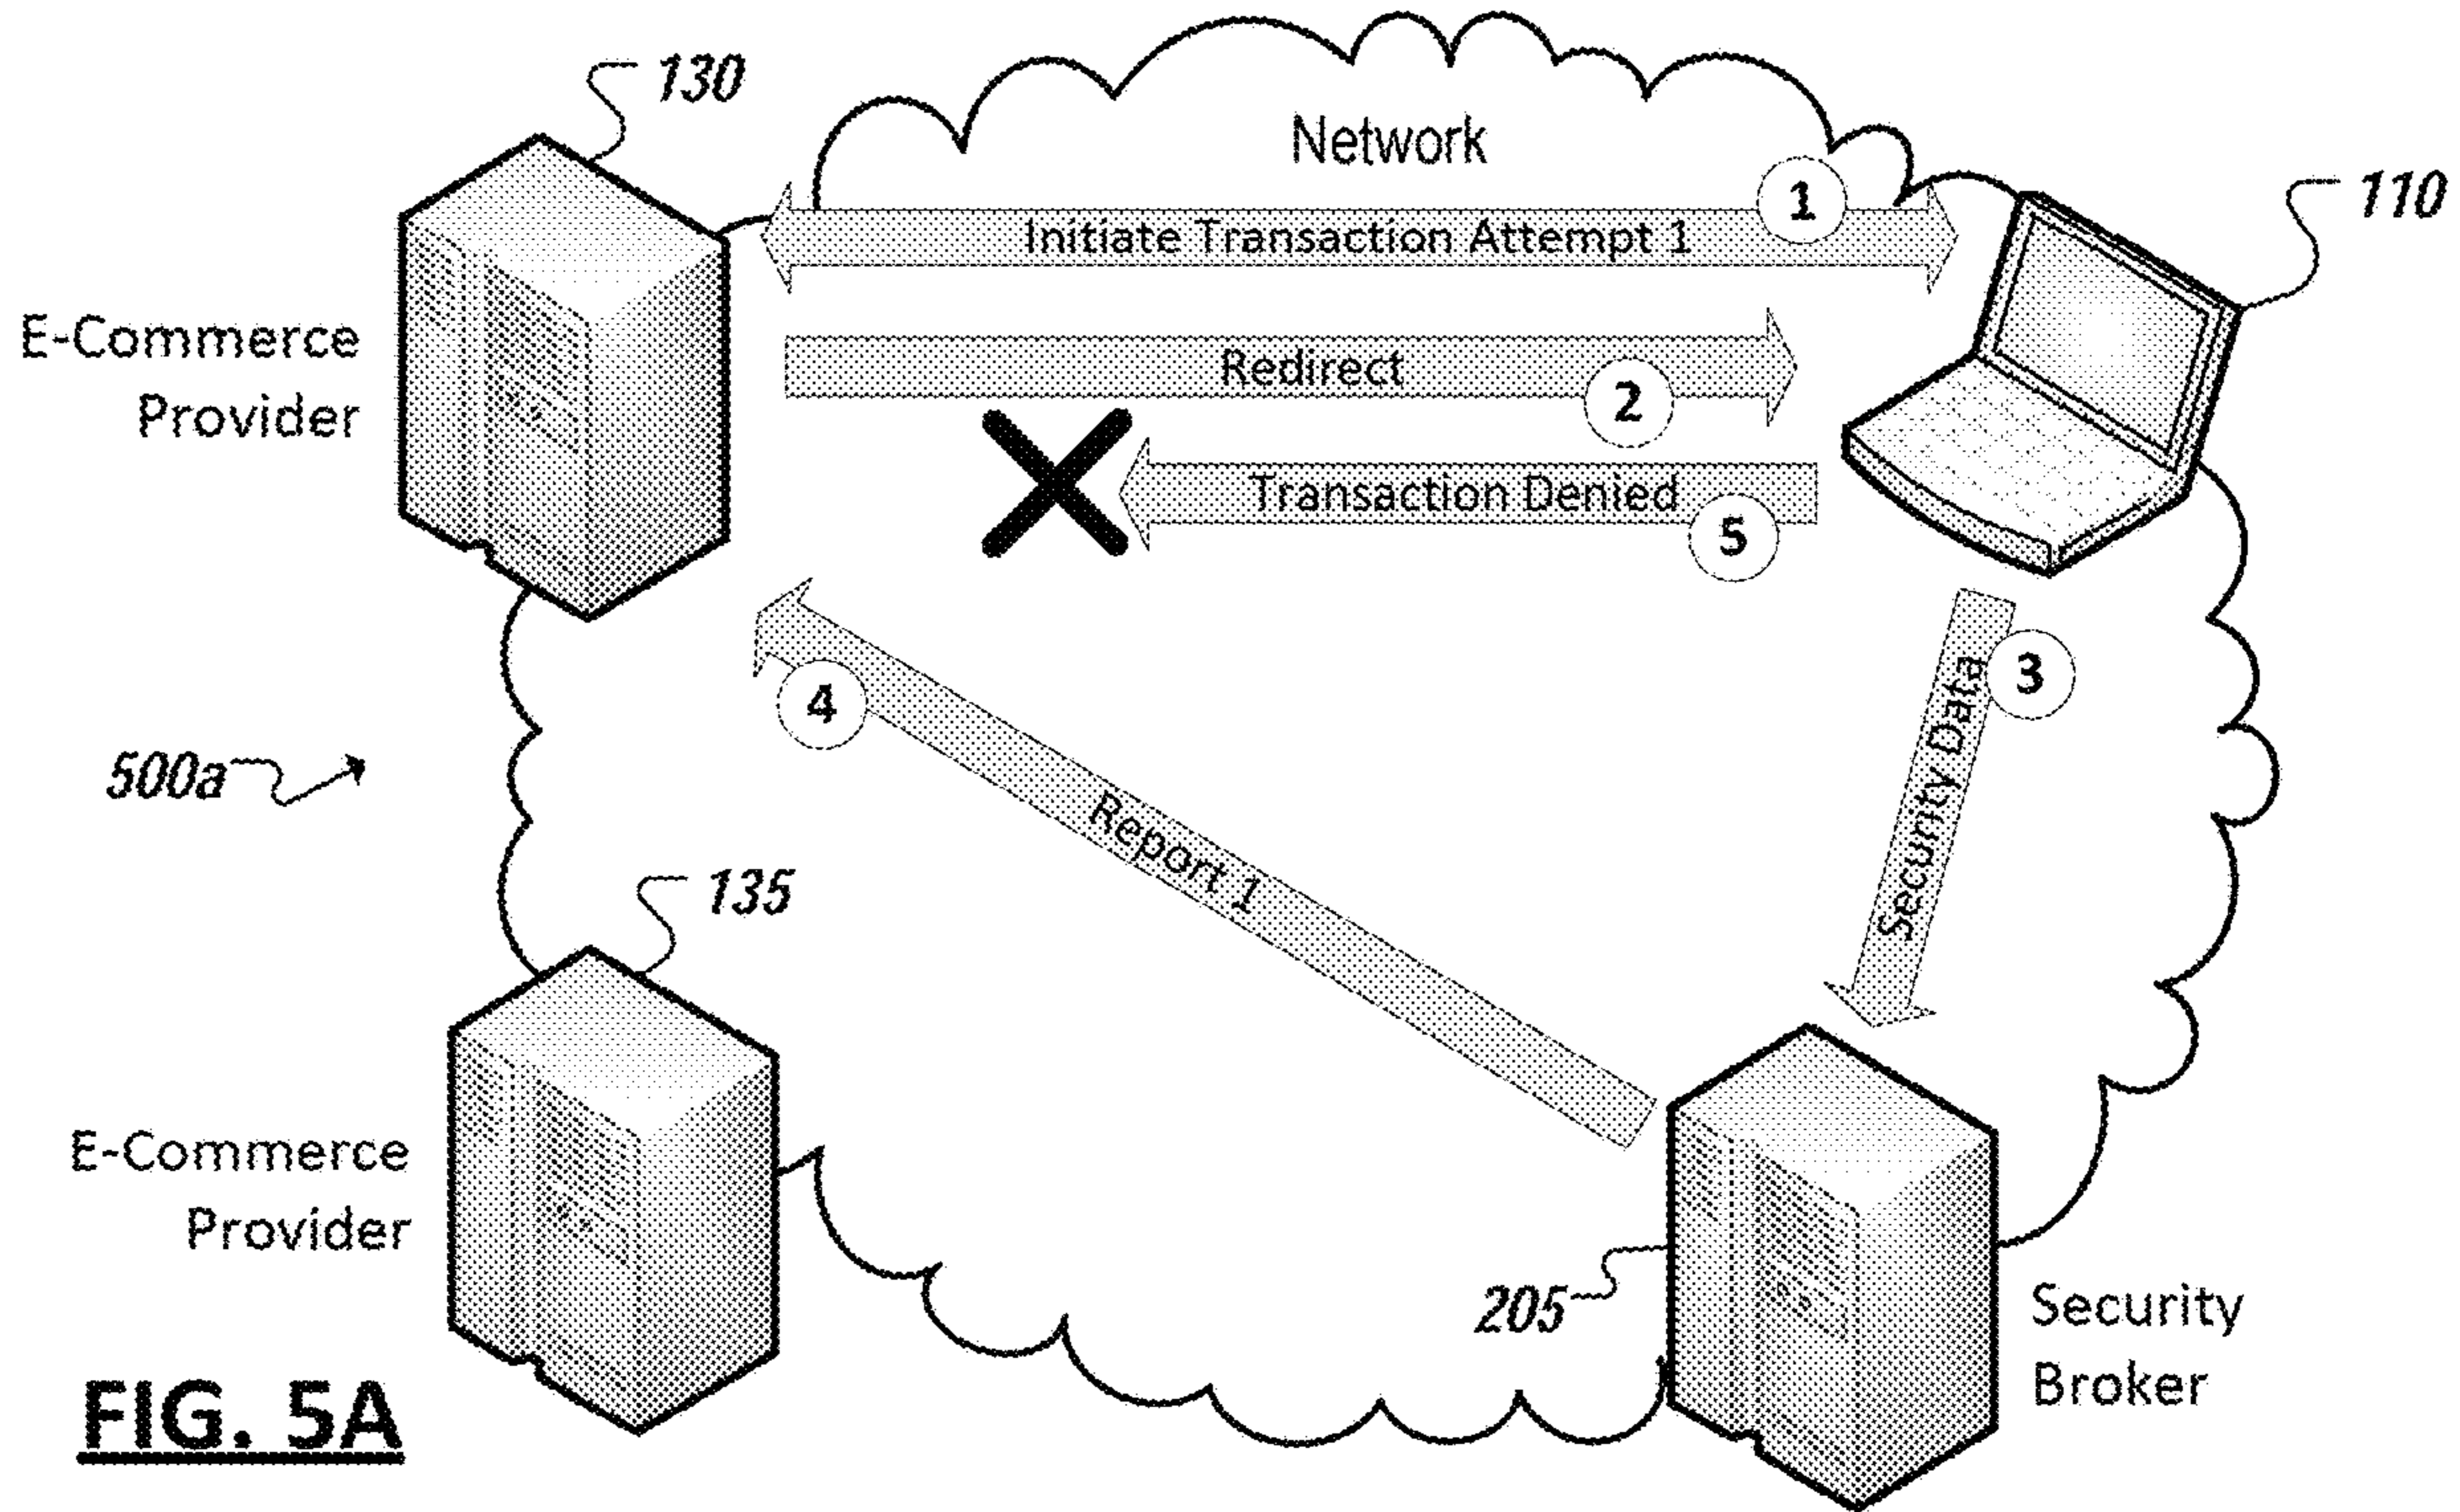 130
Network
110
1
Initiate Transaction Attempt 1
E-Commerce
Provider
Redirect
2
Transaction Denied
5
3
Security Data
4
500a
Report 1
135
E-Commerce
Provider
205
Security
Broker
FIG. 5A